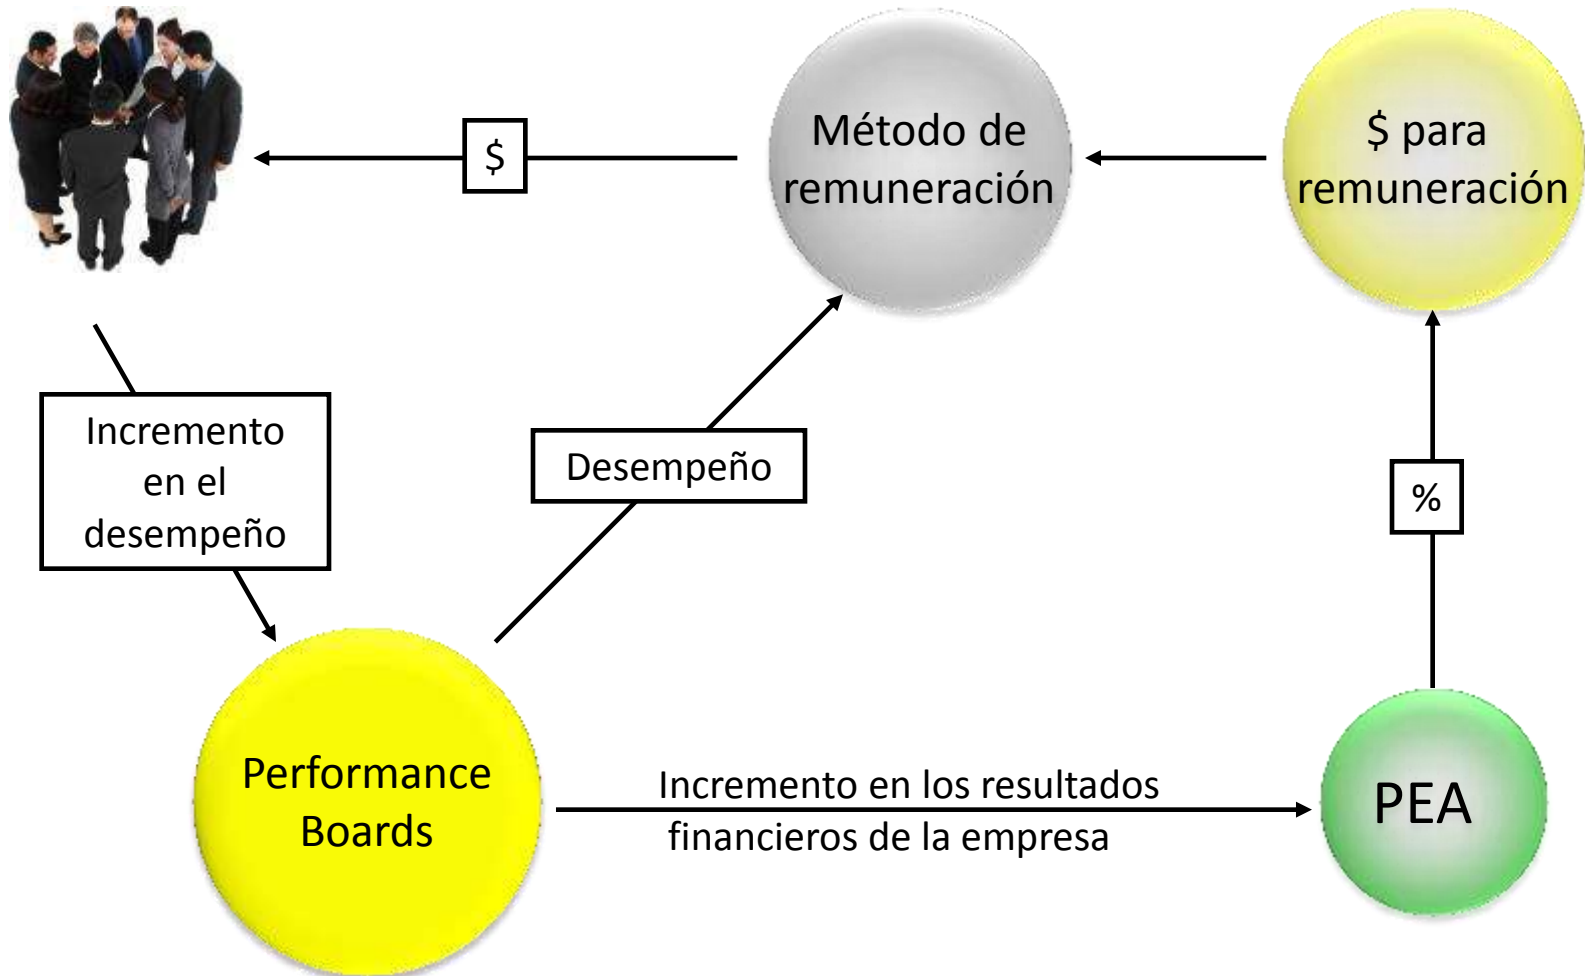 Método de
remuneración
$ para
remuneración
$
Incremento
en el
desempeño
Desempeño
%
Performance
Boards
Incremento en los resultados
financieros de la empresa
PEA